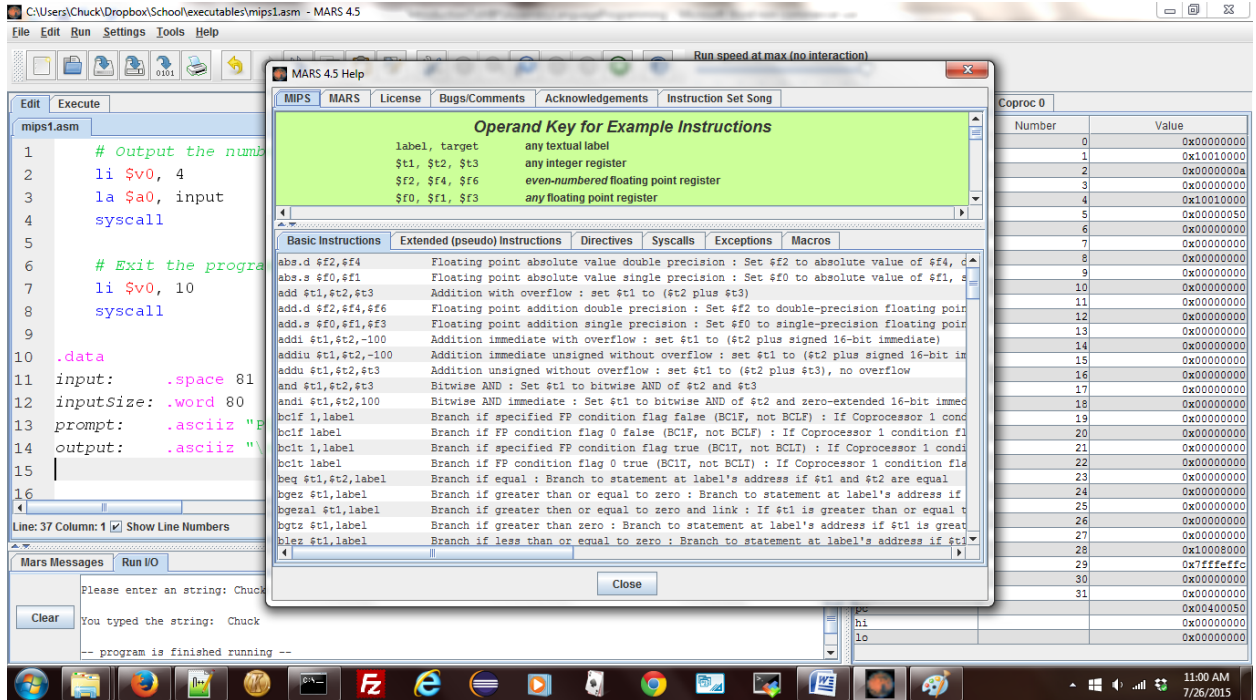 C:\Users\Chuck\Dropbox\School\executables\mips1.asm - MARS 4.5
File Edit Run Settings Tools Help
Run speed at max (no interaction)
Edit Execute
mips1.asm
1 # Output the numb
2 li $v0, 4
3 la $a0, input
4 syscall
5
6 # Exit the progra
7 li $v0, 10
8 syscall
9
10 .data
11 input: .space 81
12 inputSize: .word 80
13 prompt: .asciiz "P
14 output: .asciiz "\
15
16
Line: 37 Column: 1 Show Line Numbers
Mars Messages Run I/O
Clear
Please enter an string: Chuck
You typed the string: Chuck
-- program is finished running --
MARS 4.5 Help
MIPS MARS License Bugs/Comments Acknowledgements Instruction Set Song
Operand Key for Example Instructions
label, target any textual label
$t1, $t2, $t3 any integer register
$f2, $f4, $f6 even-numbered floating point register
$f0, $f1, $f3 any floating point register
Basic Instructions Extended (pseudo) Instructions Directives Syscalls Exceptions Macros
abs.d $f2,$f4 Floating point absolute value double precision : Set $f2 to absolute value of $f4, d
abs.s $f0,$f1 Floating point absolute value single precision : Set $f0 to absolute value of $f1, s
add $t1,$t2,$t3 Addition with overflow : set $t1 to ($t2 plus $t3)
add.d $f2,$f4,$f6 Floating point addition double precision : Set $f2 to double-precision floating poin
add.s $f0,$f1,$f3 Floating point addition single precision : Set $f0 to single-precision floating poin
addi $t1,$t2,-100 Addition immediate with overflow : set $t1 to ($t2 plus signed 16-bit immediate)
addiu $t1,$t2,-100 Addition immediate unsigned without overflow : set $t1 to ($t2 plus signed 16-bit im
addu $t1,$t2,$t3 Addition unsigned without overflow : set $t1 to ($t2 plus $t3), no overflow
and $t1,$t2,$t3 Bitwise AND : Set $t1 to bitwise AND of $t2 and $t3
andi $t1,$t2,100 Bitwise AND immediate : Set $t1 to bitwise AND of $t2 and zero-extended 16-bit immed
bc1f 1,label Branch if specified FP condition flag false (BC1F, not BCLF) : If Coprocessor 1 cond
bc1f label Branch if FP condition flag 0 false (BC1F, not BCLF) : If Coprocessor 1 condition fl
bc1t 1,label Branch if specified FP condition flag true (BC1T, not BCLT) : If Coprocessor 1 condi
bc1t label Branch if FP condition flag 0 true (BC1T, not BCLT) : If Coprocessor 1 condition fla
beq $t1,$t2,label Branch if equal : Branch to statement at label's address if $t1 and $t2 are equal
bgez $t1,label Branch if greater than or equal to zero : Branch to statement at label's address if
bgezal $t1,label Branch if greater then or equal to zero and link : If $t1 is greater than or equal t
bgtz $t1,label Branch if greater than zero : Branch to statement at label's address if $t1 is great
blez $t1,label Branch if less than or equal to zero : Branch to statement at label's address if $t1
Close
Coproc 0
Number Value
0 0x00000000
1 0x10010000
2 0x0000000a
3 0x00000000
4 0x10010000
5 0x00000050
6 0x00000000
7 0x00000000
8 0x00000000
9 0x00000000
10 0x00000000
11 0x00000000
12 0x00000000
13 0x00000000
14 0x00000000
15 0x00000000
16 0x00000000
17 0x00000000
18 0x00000000
19 0x00000000
20 0x00000000
21 0x00000000
22 0x00000000
23 0x00000000
24 0x00000000
25 0x00000000
26 0x00000000
27 0x00000000
28 0x10008000
29 0x7fffeffc
30 0x00000000
31 0x00000000
pc 0x00400050
hi 0x00000000
lo 0x00000000
11:00 AM
7/26/2015